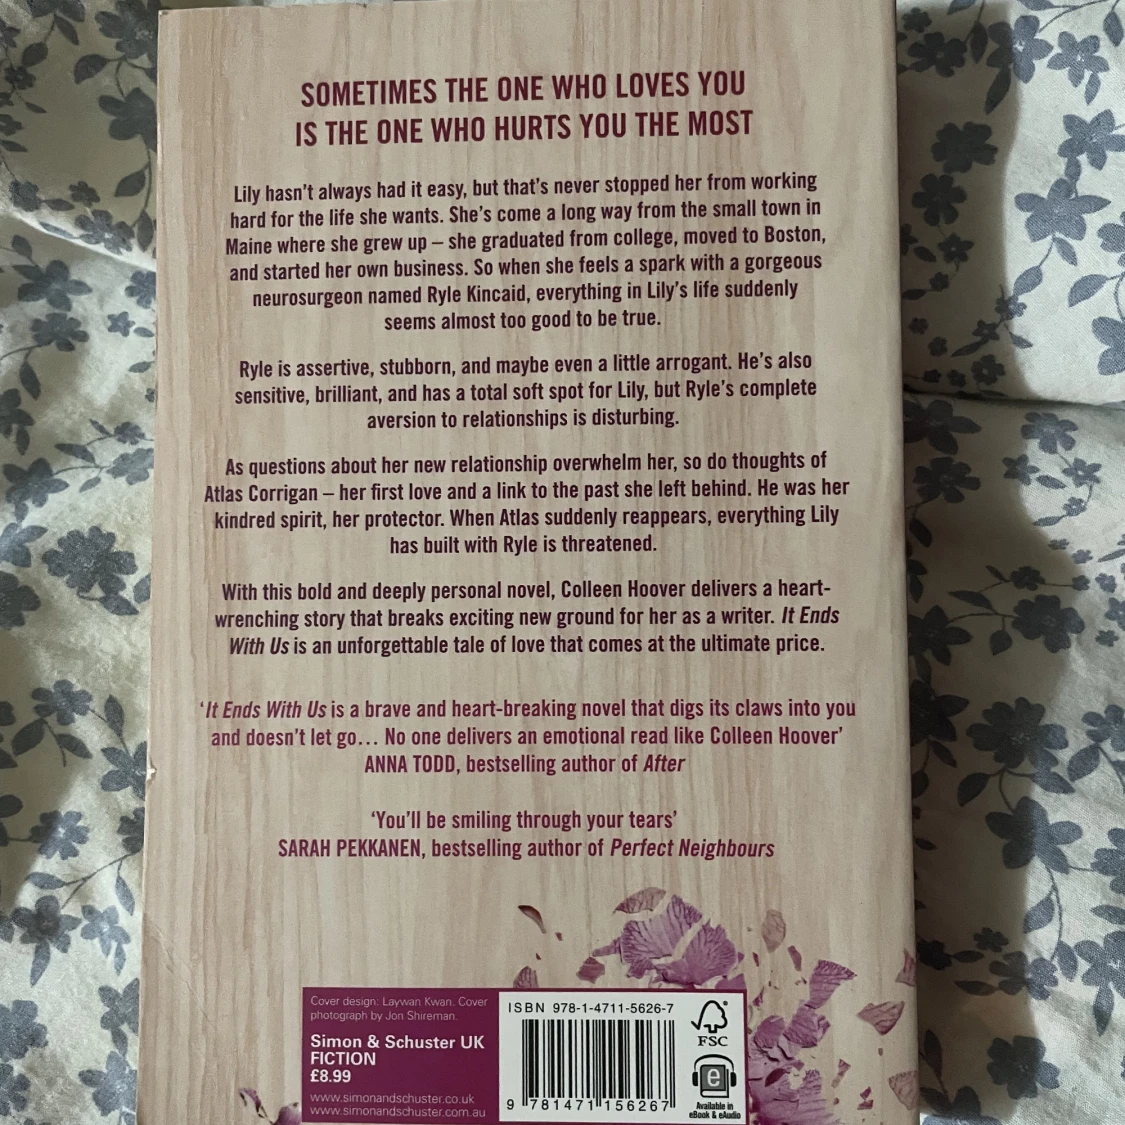 SOMETIMES THE ONE WHO LOVES YOU
IS THE ONE WHO HURTS YOU THE MOST
Lily hasn't always had it easy, but that's never stopped her from working
hard for the life she wants. She's come a long way from the small town in
Maine where she grew up – she graduated from college, moved to Boston,
and started her own business. So when she feels a spark with a gorgeous
neurosurgeon named Ryle Kincaid, everything in Lily's life suddenly
seems almost too good to be true.
Ryle is assertive, stubborn, and maybe even a little arrogant. He's also
sensitive, brilliant, and has a total soft spot for Lily, but Ryle's complete
aversion to relationships is disturbing.
As questions about her new relationship overwhelm her, so do thoughts of
Atlas Corrigan – her first love and a link to the past she left behind. He was her
kindred spirit, her protector. When Atlas suddenly reappears, everything Lily
has built with Ryle is threatened.
With this bold and deeply personal novel, Colleen Hoover delivers a heart-
wrenching story that breaks exciting new ground for her as a writer. It Ends
With Us is an unforgettable tale of love that comes at the ultimate price.
'It Ends With Us is a brave and heart-breaking novel that digs its claws into you
and doesn't let go… No one delivers an emotional read like Colleen Hoover'
ANNA TODD, bestselling author of After
'You'll be smiling through your tears'
SARAH PEKKANEN, bestselling author of Perfect Neighbours
Cover design: Laywan Kwan. Cover
photograph by Jon Shireman.
Simon & Schuster UK
FICTION
£8.99
www.simonandschuster.co.uk
www.simonandschuster.com.au
ISBN 978-1-4711-5626-7
9 781471 156267
FSC
e
Available in
eBook & eAudio